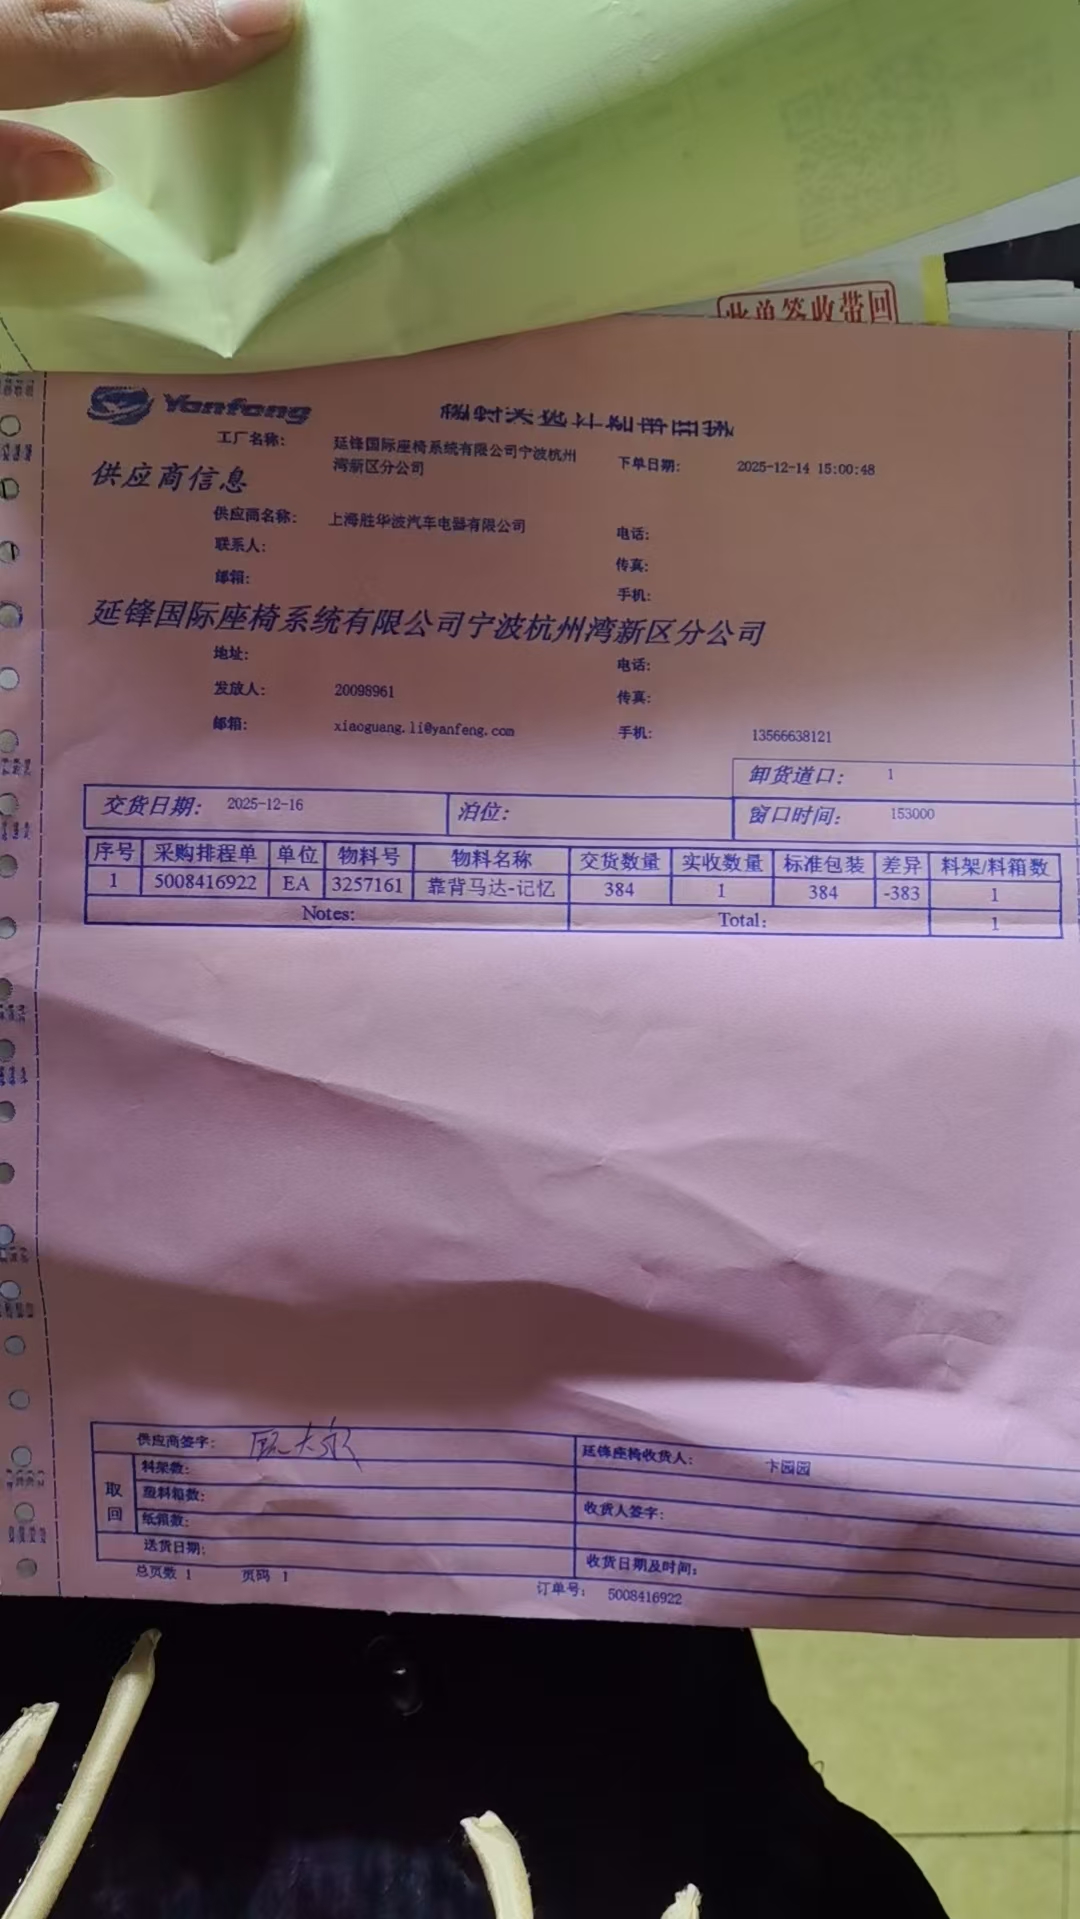 此单签收带回
Yanfeng
工厂名称: 延锋国际座椅系统有限公司宁波杭州湾新区分公司 下单日期: 2025-12-14 15:00:48
供应商信息
供应商名称: 上海胜华波汽车电器有限公司 电话:
联系人: 传真:
邮箱: 手机:
延锋国际座椅系统有限公司宁波杭州湾新区分公司
地址: 电话:
发放人: 20098961 传真:
邮箱: xiaoguang.li@yanfeng.com 手机: 13566638121
卸货道口: 1
交货日期: 2025-12-16 泊位: 窗口时间: 153000
序号 采购排程单 单位 物料号 物料名称 交货数量 实收数量 标准包装 差异 料架/料箱数
1 5008416922 EA 3257161 靠背马达-记忆 384 1 384 -383 1
Notes: Total: 1
供应商签字: 延锋座椅收货人: 卞园园
取回
料架数:
塑料箱数: 收货人签字:
纸箱数:
送货日期: 收货日期及时间:
总页数 1 页码 1 订单号: 5008416922